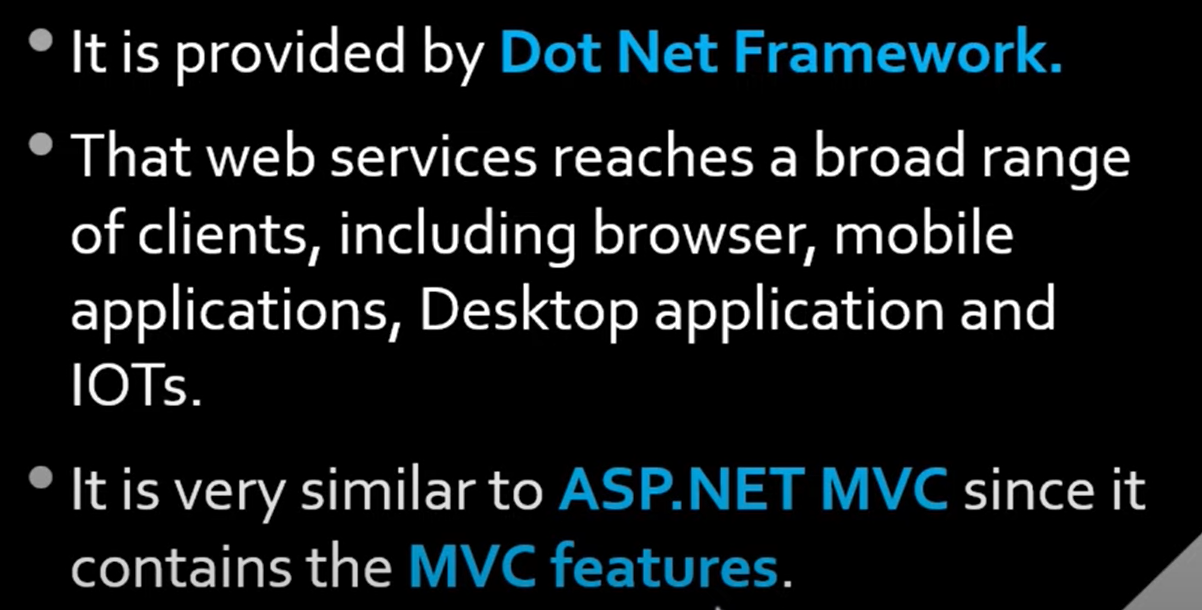 • It is provided by Dot Net Framework.
• That web services reaches a broad range
of clients, including browser, mobile
applications, Desktop application and
IOTs.
• It is very similar to ASP.NET MVC since it
contains the MVC features.